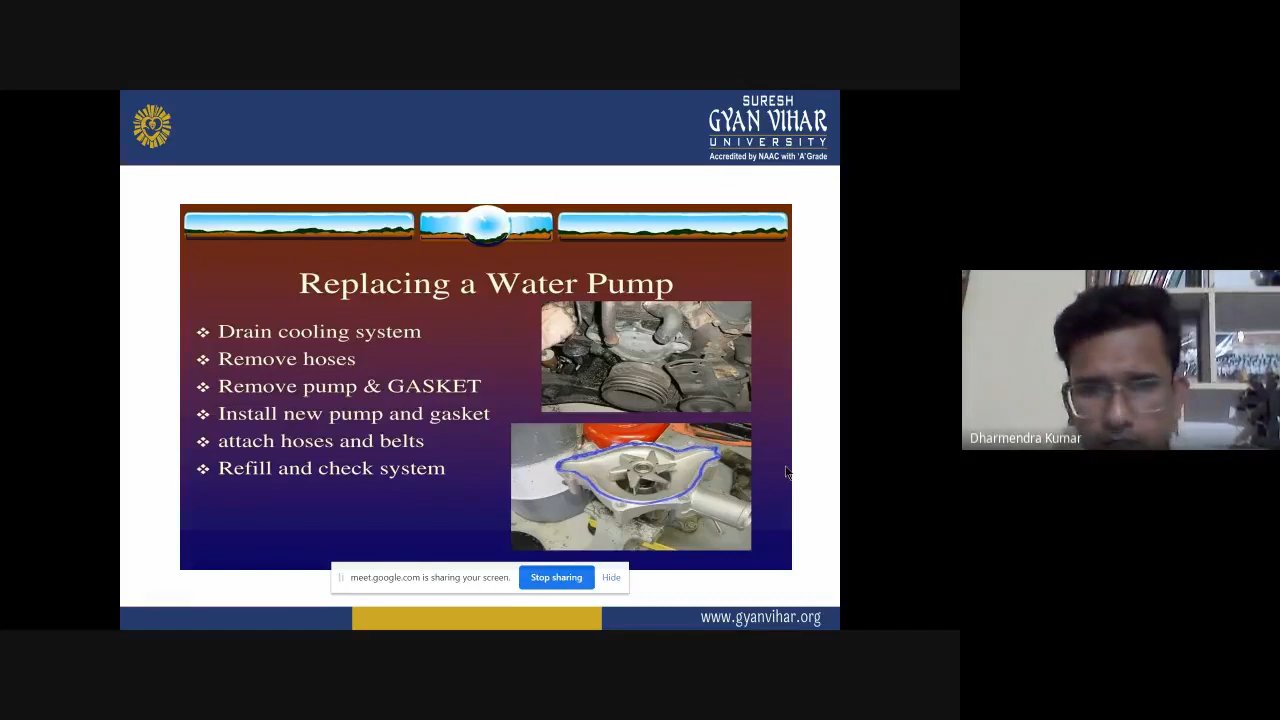 SURESH
GYAN VIHAR
UNIVERSITY
Accredited by NAAC with 'A' Grade
Replacing a Water Pump
Drain cooling system
Remove hoses
Remove pump & GASKET
Install new pump and gasket
attach hoses and belts
Refill and check system
meet.google.com is sharing your screen. Stop sharing Hide
www.gyanvihar.org
Dharmendra Kumar